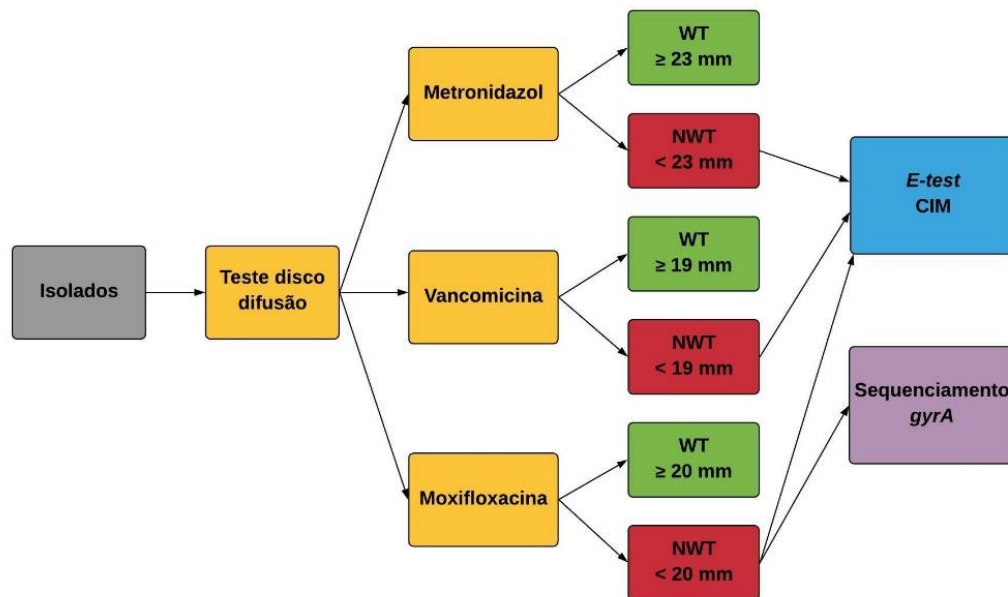 Isolados
Teste disco
difusão
Metronidazol
WT
≥ 23 mm
NWT
< 23 mm
Vancomicina
WT
≥ 19 mm
NWT
< 19 mm
Moxifloxacina
WT
≥ 20 mm
NWT
< 20 mm
E-test
CIM
Sequenciamento
gyrA